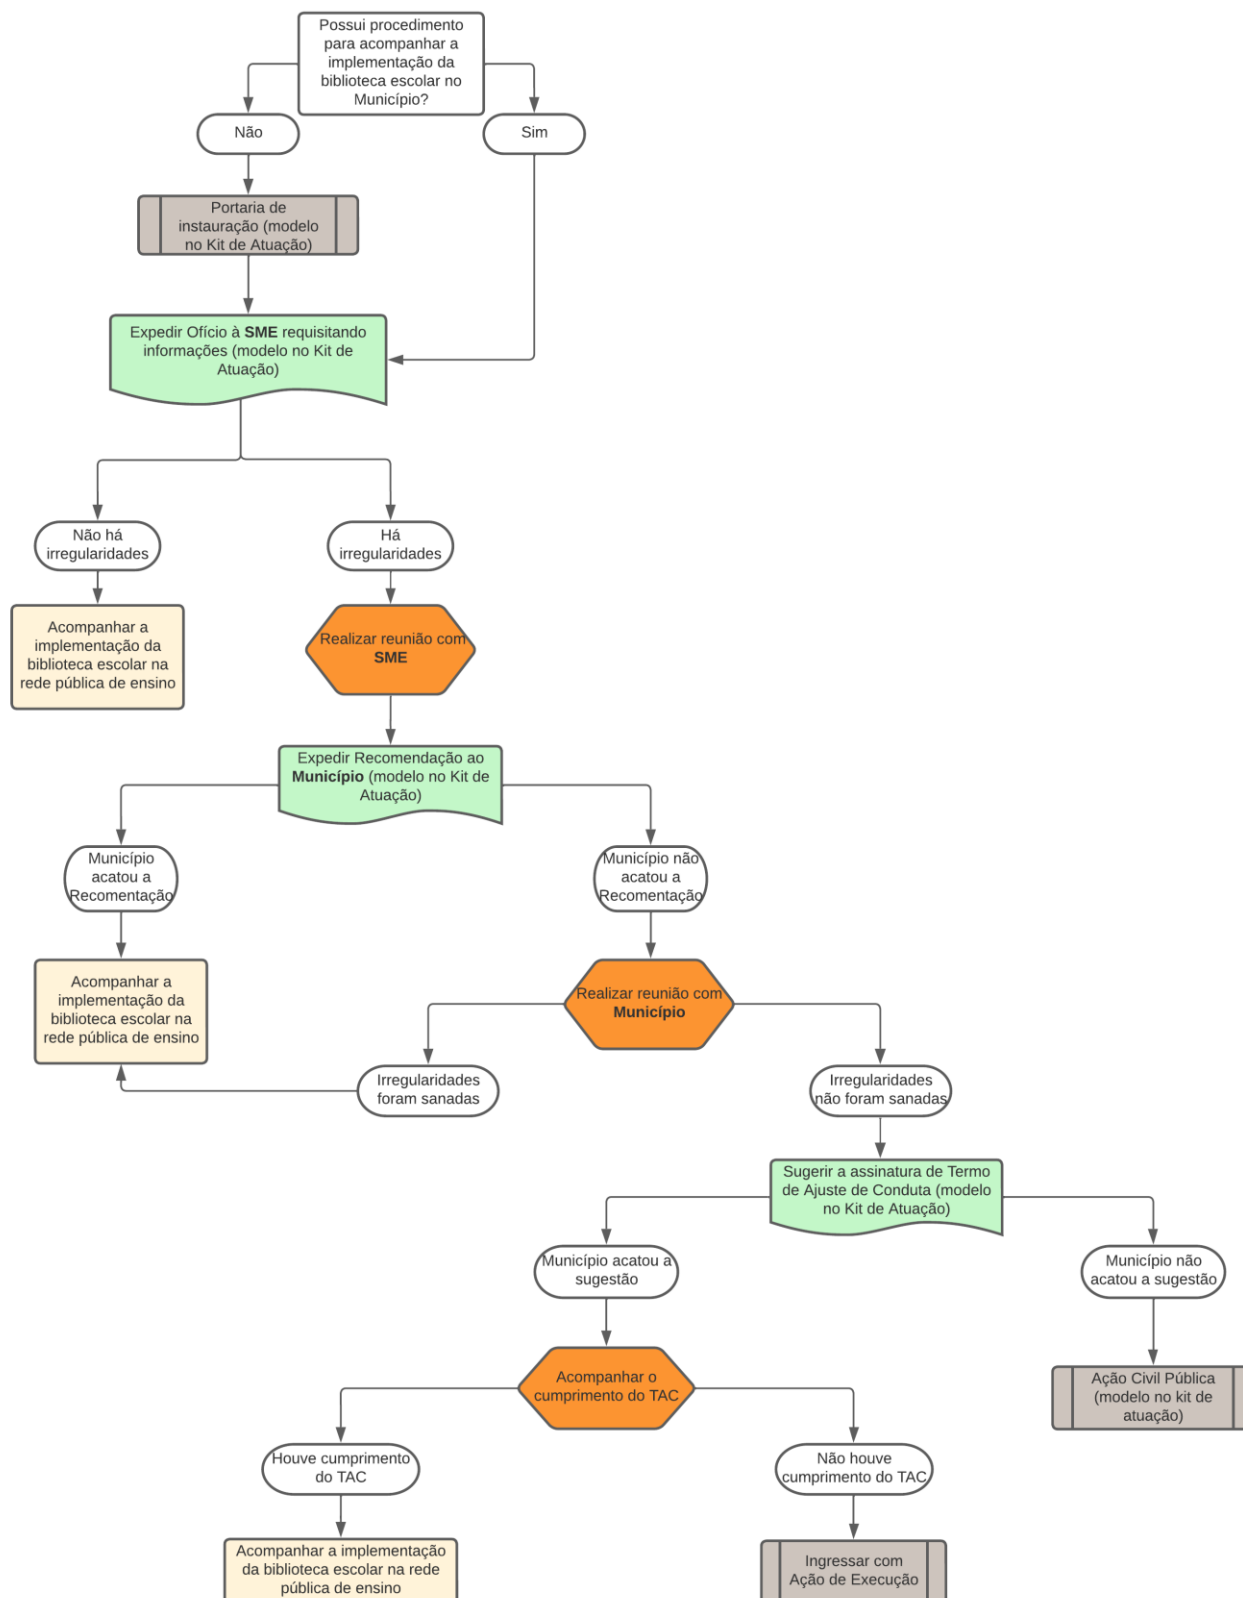 Possui procedimento
para acompanhar a
implementação da
biblioteca escolar no
Município?
Não
Sim
Portaria de
instauração (modelo
no Kit de Atuação)
Expedir Ofício à SME requisitando
informações (modelo no Kit de
Atuação)
Não há
irregularidades
Há
irregularidades
Acompanhar a
implementação da
biblioteca escolar na
rede pública de ensino
Realizar reunião com
SME
Expedir Recomendação ao
Município (modelo no Kit de
Atuação)
Município
acatou a
Recomentação
Município não
acatou a
Recomentação
Acompanhar a
implementação da
biblioteca escolar na
rede pública de ensino
Realizar reunião com
Município
Irregularidades
foram sanadas
Irregularidades
não foram sanadas
Sugerir a assinatura de Termo
de Ajuste de Conduta (modelo
no Kit de Atuação)
Município acatou a
sugestão
Município não
acatou a sugestão
Acompanhar o
cumprimento do TAC
Ação Civil Pública
(modelo no kit de
atuação)
Houve cumprimento
do TAC
Não houve
cumprimento do TAC
Acompanhar a implementação
da biblioteca escolar na rede
pública de ensino
Ingressar com
Ação de Execução